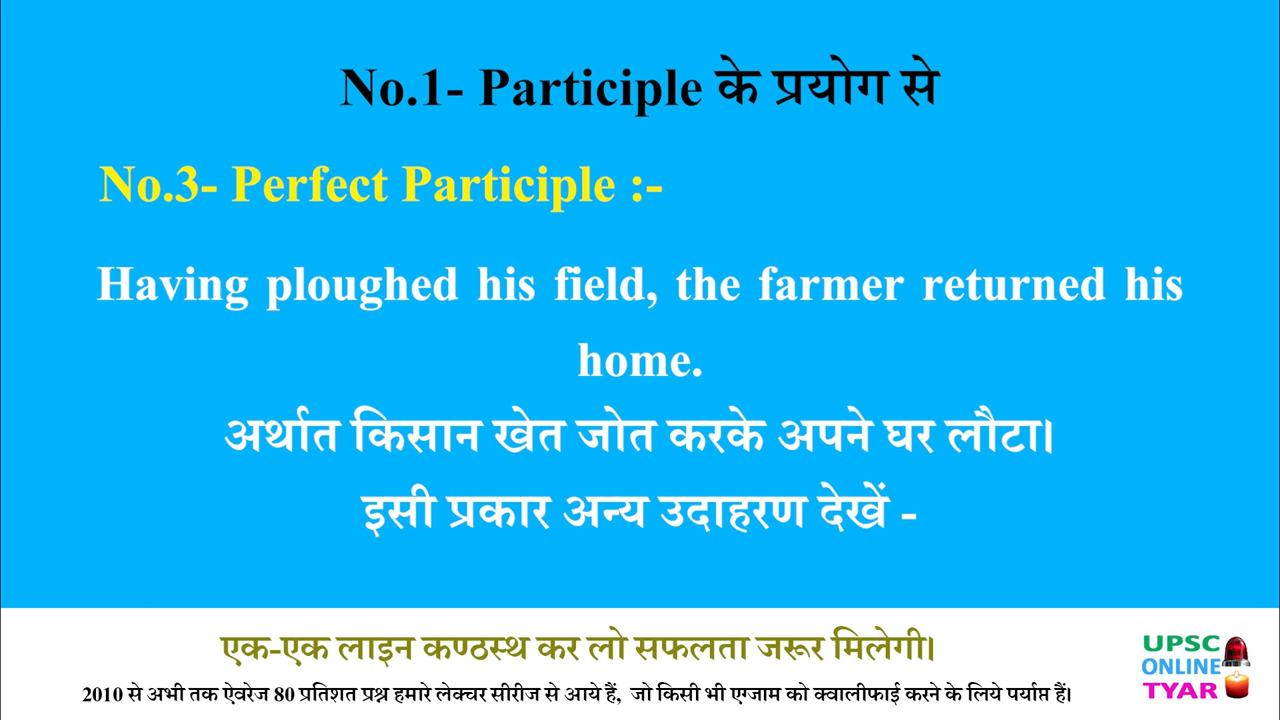 No.1- Participle के प्रयोग से
No.3- Perfect Participle :-
Having ploughed his field, the farmer returned his
home.
अर्थात किसान खेत जोत करके अपने घर लौटा।
इसी प्रकार अन्य उदाहरण देखें -
एक-एक लाइन कण्ठस्थ कर लो सफलता जरूर मिलेगी।
2010 से अभी तक ऐवरेज 80 प्रतिशत प्रश्न हमारे लेक्चर सीरीज से आये हैं, जो किसी भी एग्जाम को क्वालीफाई करने के लिये पर्याप्त हैं।
UPSC
ONLINE
TYAR